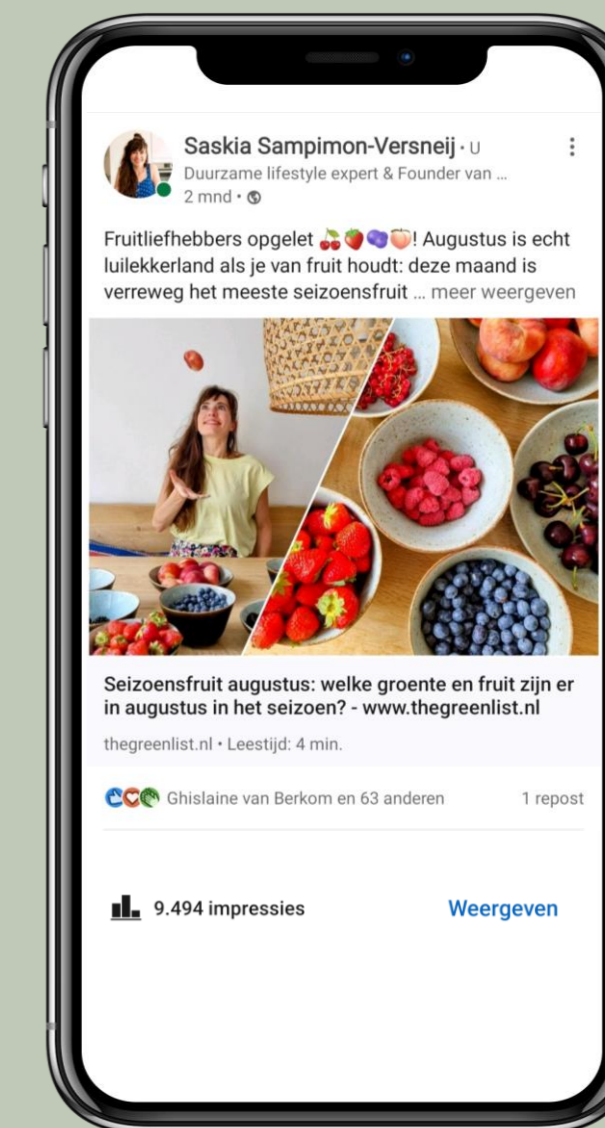 Saskia Sampimon-Versneij • U
Duurzame lifestyle expert & Founder van ...
2 mnd •
Fruitliefhebbers opgelet 🍒🍓🫐🍑! Augustus is echt
luilekkerland als je van fruit houdt: deze maand is
verreweg het meeste seizoensfruit ... meer weergeven
Seizoensfruit augustus: welke groente en fruit zijn er
in augustus in het seizoen? - www.thegreenlist.nl
thegreenlist.nl • Leestijd: 4 min.
Ghislaine van Berkom en 63 anderen 1 repost
9.494 impressies Weergeven